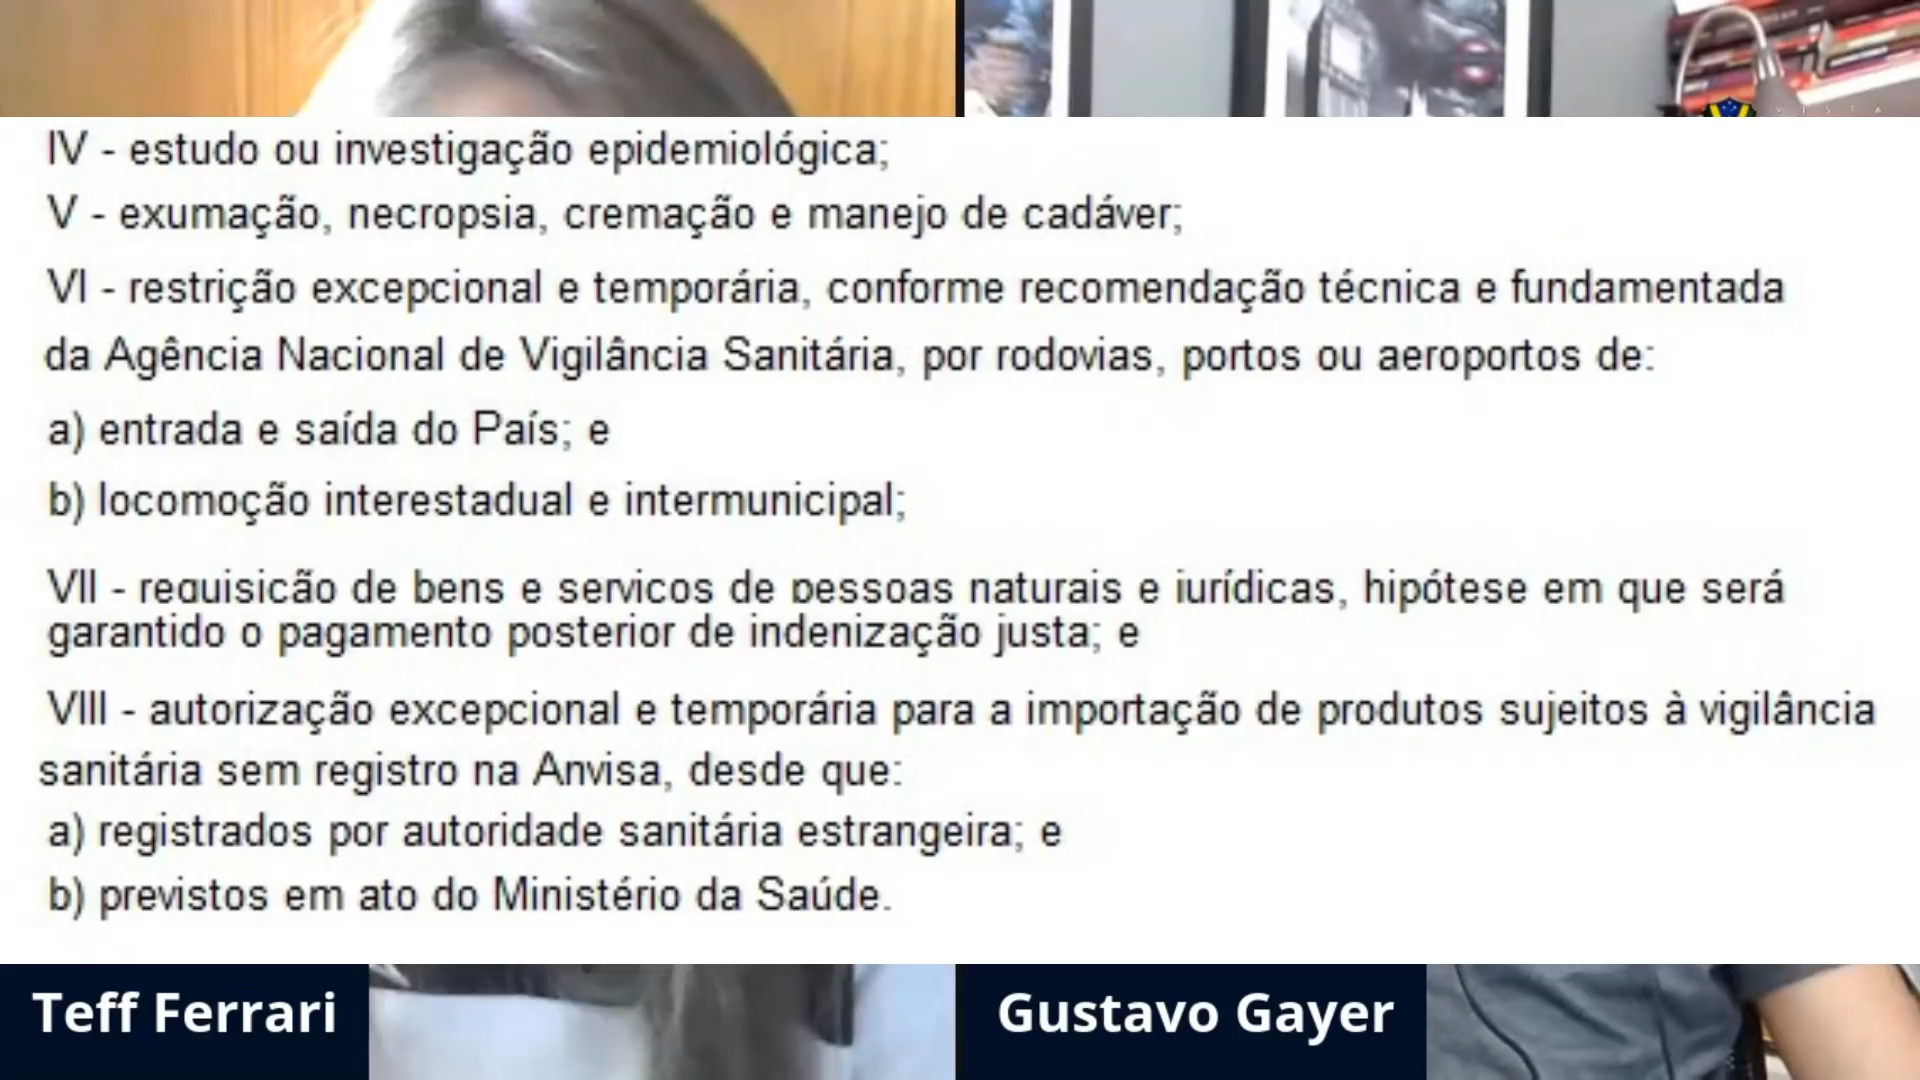 VISTA
IV - estudo ou investigação epidemiológica;
V - exumação, necropsia, cremação e manejo de cadáver;
VI - restrição excepcional e temporária, conforme recomendação técnica e fundamentada
da Agência Nacional de Vigilância Sanitária, por rodovias, portos ou aeroportos de:
a) entrada e saída do País; e
b) locomoção interestadual e intermunicipal;
VII - requisição de bens e serviços de pessoas naturais e jurídicas, hipótese em que será
garantido o pagamento posterior de indenização justa; e
VIII - autorização excepcional e temporária para a importação de produtos sujeitos à vigilância
sanitária sem registro na Anvisa, desde que:
a) registrados por autoridade sanitária estrangeira; e
b) previstos em ato do Ministério da Saúde.
Teff Ferrari
Gustavo Gayer